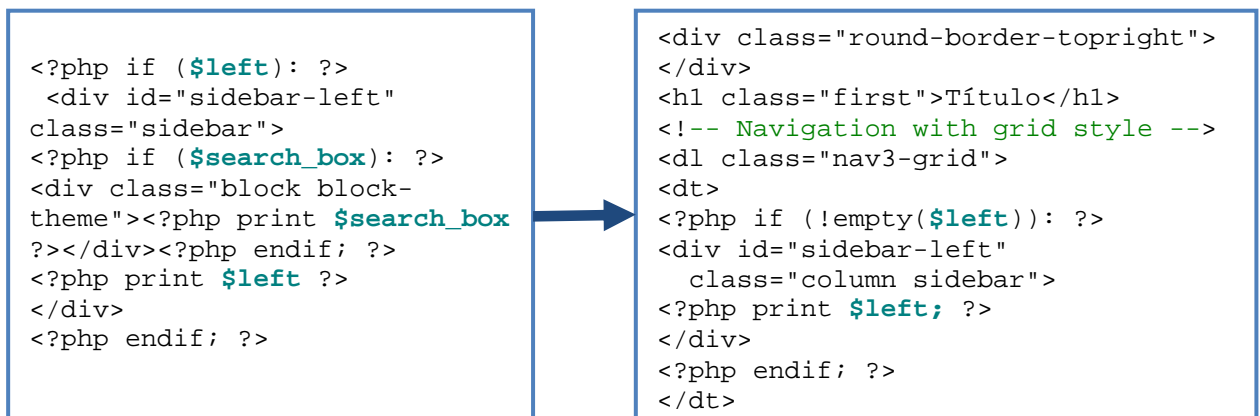 <?php if ($left): ?>
<div id="sidebar-left"
class="sidebar">
<?php if ($search_box): ?>
<div class="block block-
theme"><?php print $search_box
?></div><?php endif; ?>
<?php print $left ?>
</div>
<?php endif; ?>
<div class="round-border-topright">
</div>
<h1 class="first">Título</h1>
<!-- Navigation with grid style -->
<dl class="nav3-grid">
<dt>
<?php if (!empty($left)): ?>
<div id="sidebar-left"
class="column sidebar">
<?php print $left; ?>
</div>
<?php endif; ?>
</dt>